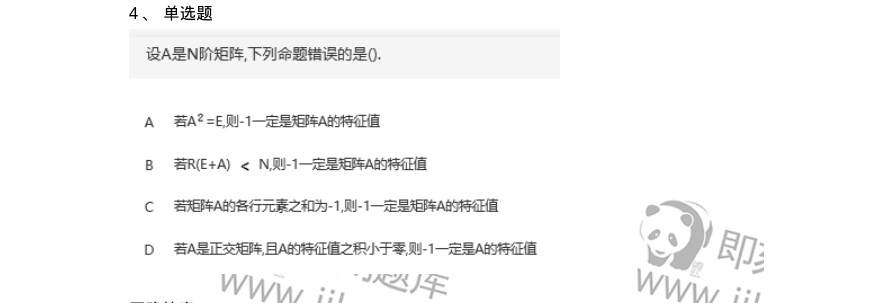 4、 单选题
设A是N阶矩阵,下列命题错误的是().
A 若A²=E,则-1一定是矩阵A的特征值
B 若R(E+A) < N,则-1一定是矩阵A的特征值
C 若矩阵A的各行元素之和为-1,则-1一定是矩阵A的特征值
D 若A是正交矩阵,且A的特征值之积小于零,则-1一定是A的特征值
即
题库
www
www